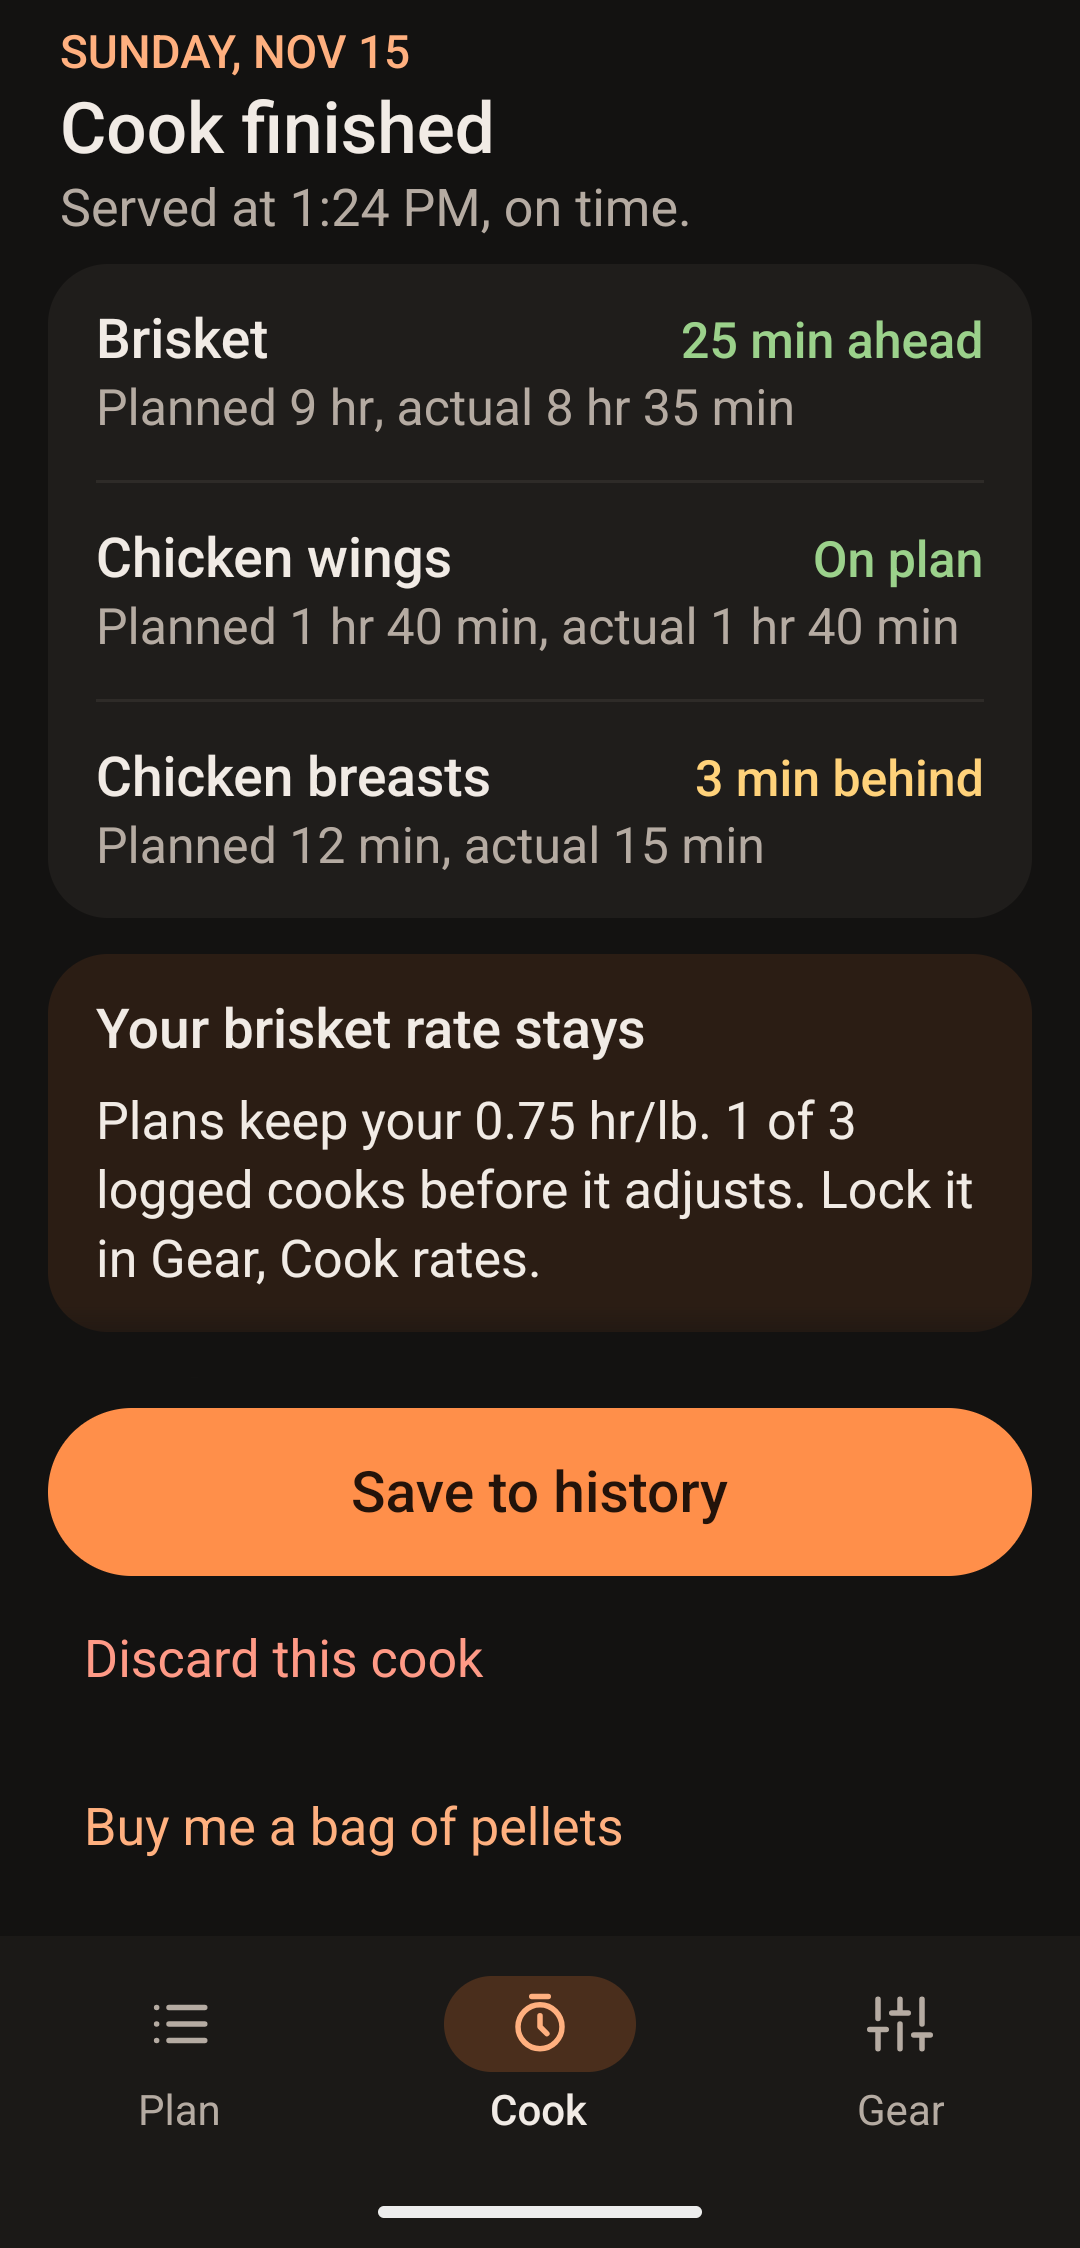 SUNDAY, NOV 15
Cook finished
Served at 1:24 PM, on time.
Brisket 25 min ahead
Planned 9 hr, actual 8 hr 35 min
Chicken wings On plan
Planned 1 hr 40 min, actual 1 hr 40 min
Chicken breasts 3 min behind
Planned 12 min, actual 15 min
Your brisket rate stays
Plans keep your 0.75 hr/lb. 1 of 3
logged cooks before it adjusts. Lock it
in Gear, Cook rates.
Save to history
Discard this cook
Buy me a bag of pellets
Plan Cook Gear